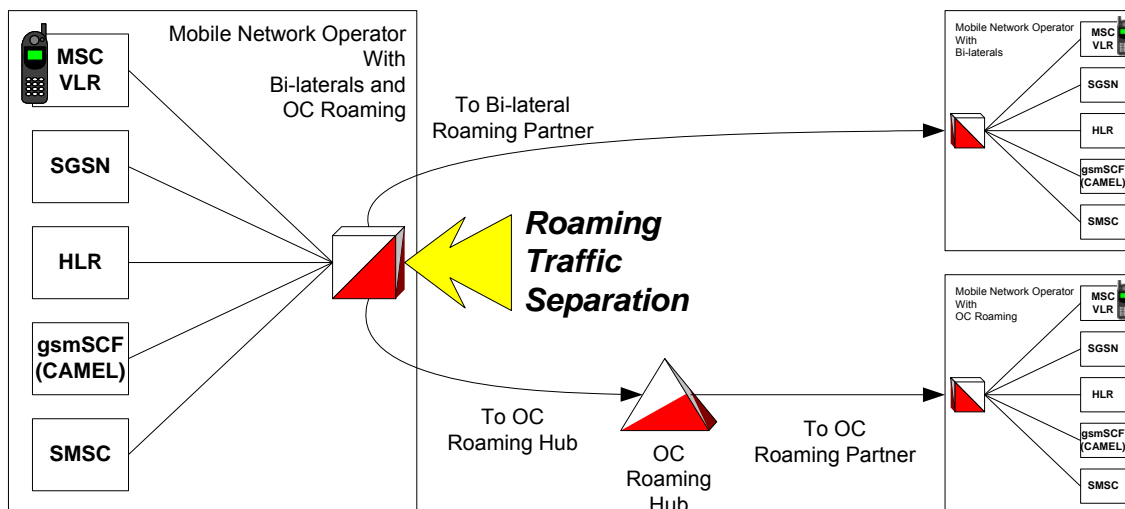 Mobile Network Operator
With
Bi-laterals and
OC Roaming
MSC
VLR
SGSN
HLR
gsmSCF
(CAMEL)
SMSC
To Bi-lateral
Roaming Partner
Roaming
Traffic
Separation
To OC
Roaming Hub
OC
Roaming
Hub
To OC
Roaming Partner
Mobile Network Operator
With
Bi-laterals
MSC
VLR
SGSN
HLR
gsmSCF
(CAMEL)
SMSC
Mobile Network Operator
With
OC Roaming
MSC
VLR
SGSN
HLR
gsmSCF
(CAMEL)
SMSC